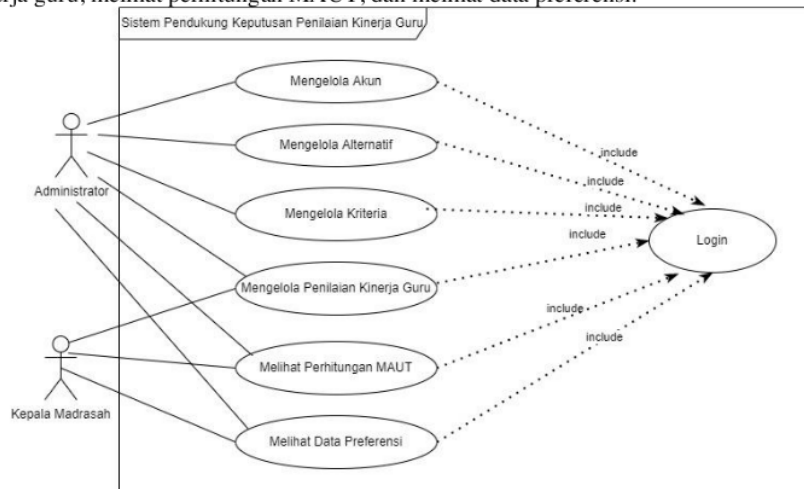 Sistem Pendukung Keputusan Penilaian Kinerja Guru
Mengelola Akun
Mengelola Alternatif
include
include
Administrator
Mengelola Kriteria
include
include
Login
Mengelola Penilaian Kinerja Guru
include
include
Melihat Perhitungan MAUT
Kepala Madrasah
Melihat Data Preferensi